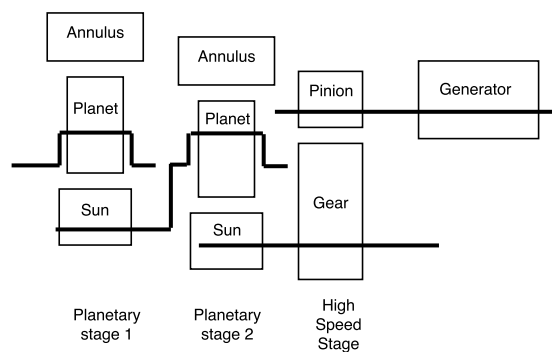 Annulus
Annulus
Planet
Planet
Pinion
Generator
Sun
Sun
Gear
Planetary
stage 1
Planetary
stage 2
High
Speed
Stage